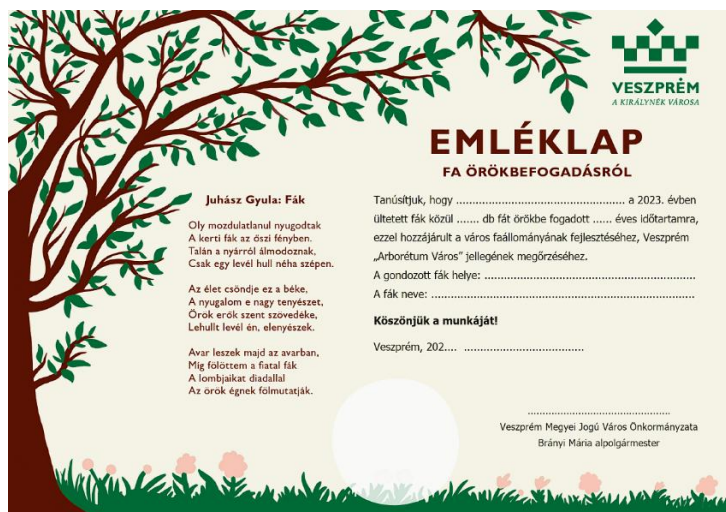 VESZPRÉM
A KIRÁLYNÉK VÁROSA
EMLÉKLAP
FA ÖRÖKBEFOGADÁSRÓL
Juhász Gyula: Fák
Oly mozdulatlanul nyugodtak
A kerti fák az őszi fényben.
Talán a nyárról álmodoznak,
Csak egy levél hull néha szépen.
Az élet csöndje ez a béke,
A nyugalom e nagy tenyészet,
Örök erők szent szövedéke,
Lehullt levél én, elenyészek.
Avar leszek majd az avarban,
Míg fölöttem a fiatal fák
A lombjaikat diadallal
Az örök égnek fölmutatják.
Tanúsítjuk, hogy .................................................. a 2023. évben
ültetett fák közül ....... db fát örökbe fogadott ...... éves időtartamra,
ezzel hozzájárult a város faállományának fejlesztéséhez, Veszprém
„Arborétum Város” jellegének megőrzéséhez.
A gondozott fák helye: ................................................................
A fák neve: ................................................................................
Köszönjük a munkáját!
Veszprém, 202.... ....................................
................................................
Veszprém Megyei Jogú Város Önkormányzata
Brányi Mária alpolgármester